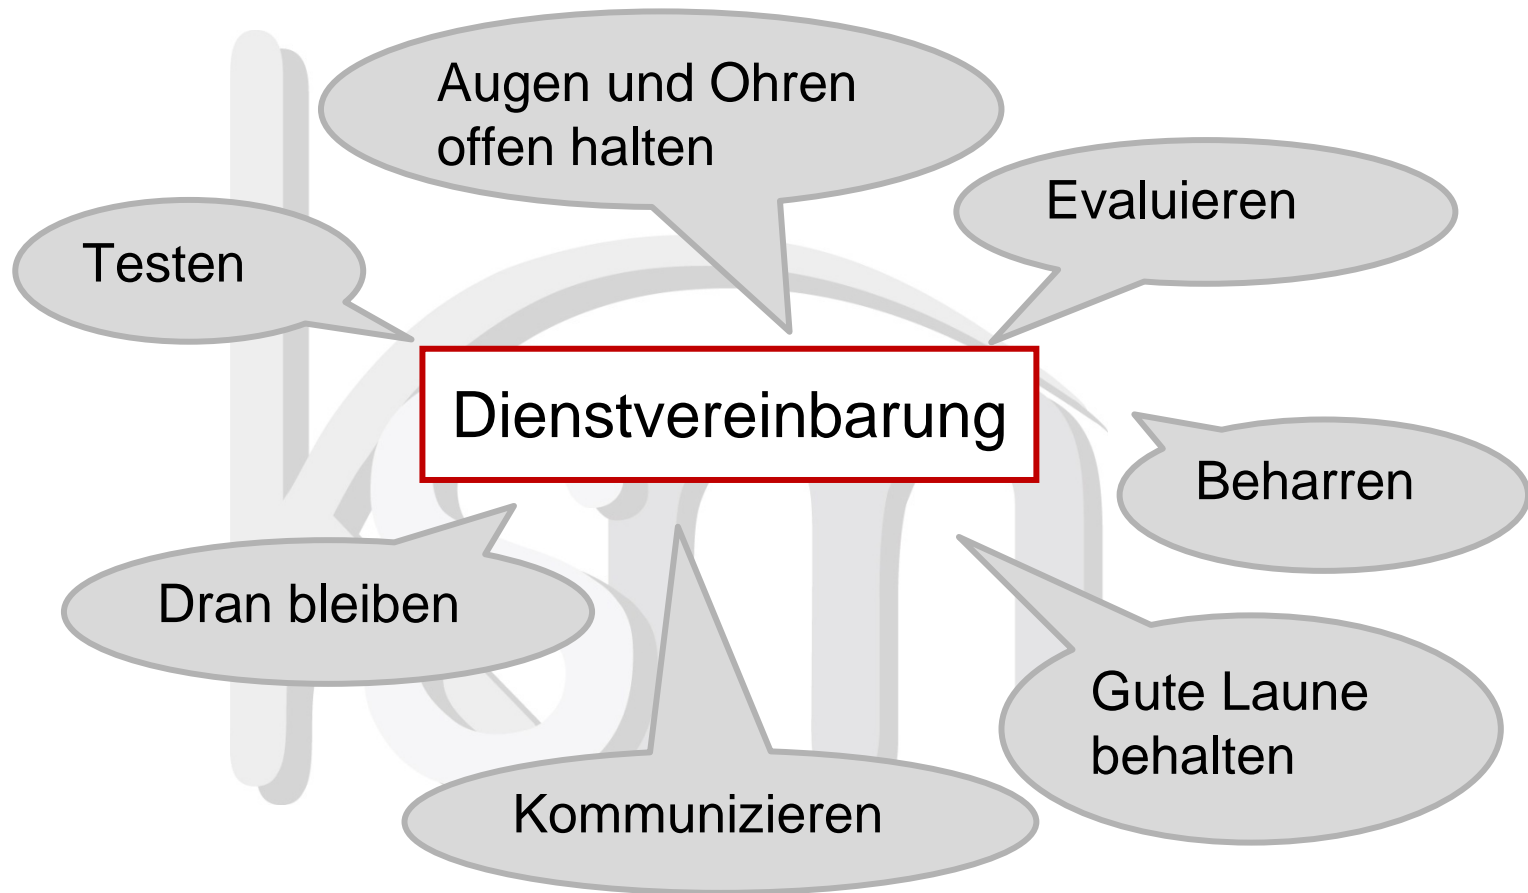 Augen und Ohren
offen halten
Evaluieren
Testen
Dienstvereinbarung
Beharren
Dran bleiben
Gute Laune
behalten
Kommunizieren